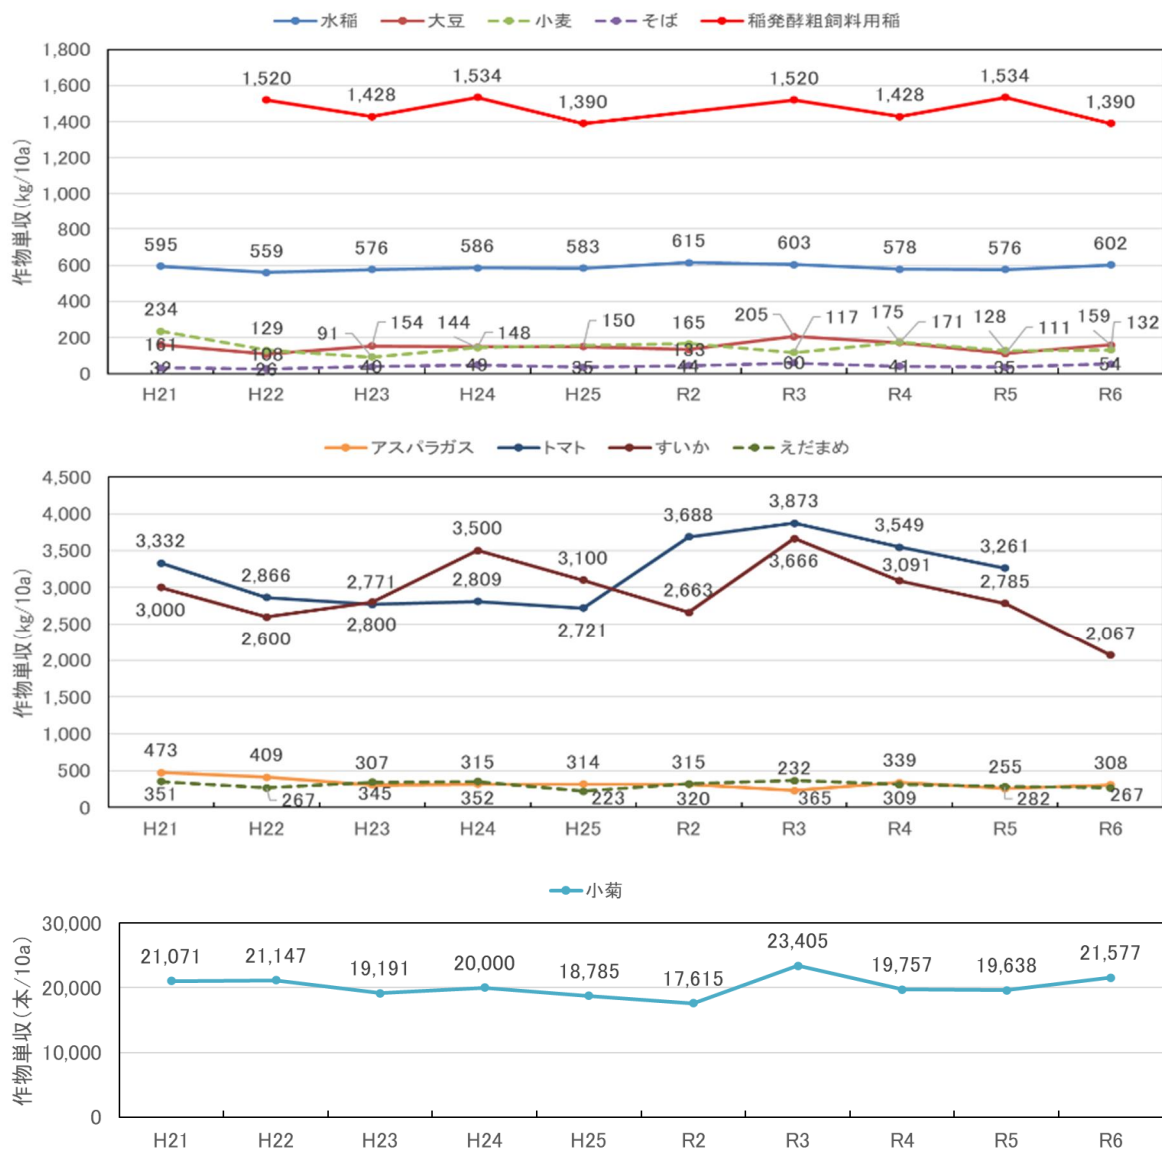 水稲 大豆 小麦 そば 稲発酵粗飼料用稲
作物単収(kg/10a)
1,800
1,600
1,400
1,200
1,000
800
600
400
200
0
1,520 1,428 1,534 1,390 1,520 1,428 1,534 1,390
595 559 576 586 583 615 603 578 576 602
234 129 91 154 144 148 150 165 205 117 175 171 128 111 159 132
161 108 133
32 26 40 49 35 44 60 41 35 54
H21 H22 H23 H24 H25 R2 R3 R4 R5 R6
アスパラガス トマト すいか えだまめ
作物単収(kg/10a)
4,500
4,000
3,500
3,000
2,500
2,000
1,500
1,000
500
0
3,332 2,866 2,771 3,500 3,100 3,688 3,873 3,549 3,261
3,000 2,600 2,800 2,809 2,721 2,663 3,666 3,091 2,785 2,067
473 409 307 315 314 315 232 339 255 308
351 267 345 352 223 320 365 309 282 267
H21 H22 H23 H24 H25 R2 R3 R4 R5 R6
小菊
作物単収(本/10a)
30,000
20,000
10,000
0
21,071 21,147 19,191 20,000 18,785 17,615 23,405 19,757 19,638 21,577
H21 H22 H23 H24 H25 R2 R3 R4 R5 R6